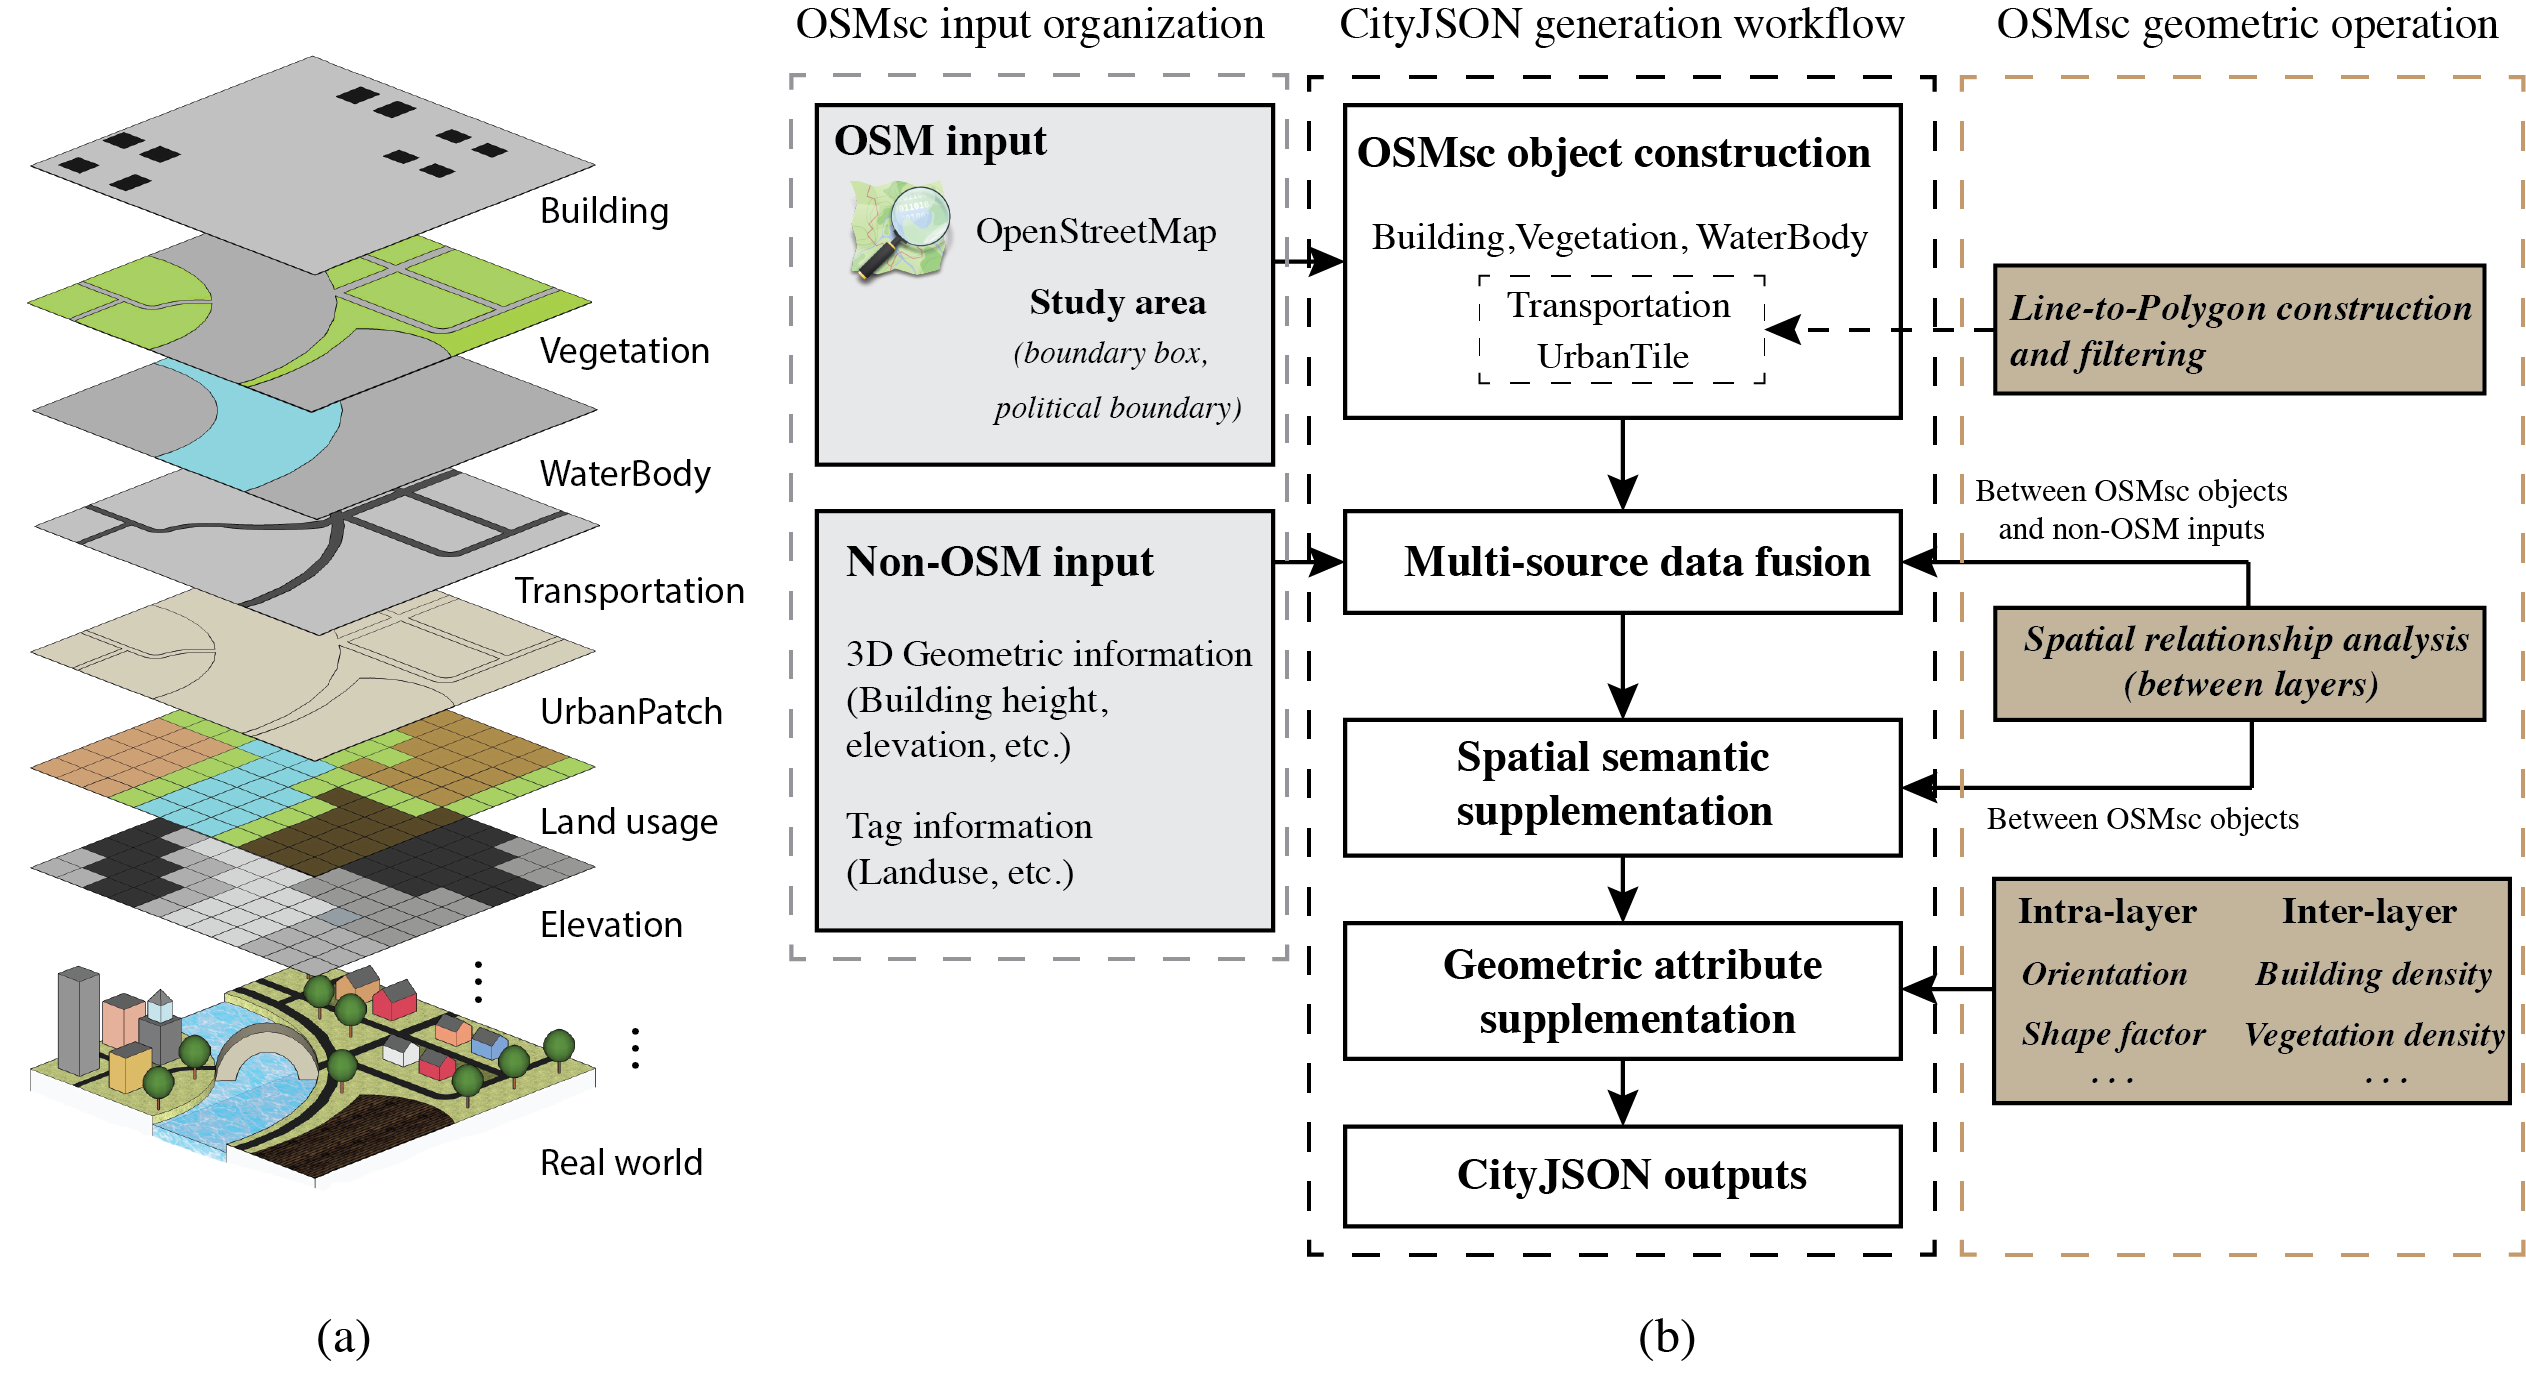 Building
Vegetation
WaterBody
Transportation
UrbanPatch
Land usage
Elevation
Real world
(a)
OSMsc input organization
OSM input
OpenStreetMap
Study area
(boundary box,
political boundary)
Non-OSM input
3D Geometric information
(Building height,
elevation, etc.)
Tag information
(Landuse, etc.)
CityJSON generation workflow
OSMsc object construction
Building,Vegetation, WaterBody
Transportation
UrbanTile
Multi-source data fusion
Spatial semantic
supplementation
Geometric attribute
supplementation
CityJSON outputs
OSMsc geometric operation
Line-to-Polygon construction
and filtering
Between OSMsc objects
and non-OSM inputs
Spatial relationship analysis
(between layers)
Between OSMsc objects
Intra-layer
Orientation
Shape factor
. . .
Inter-layer
Building density
Vegetation density
. . .
(b)